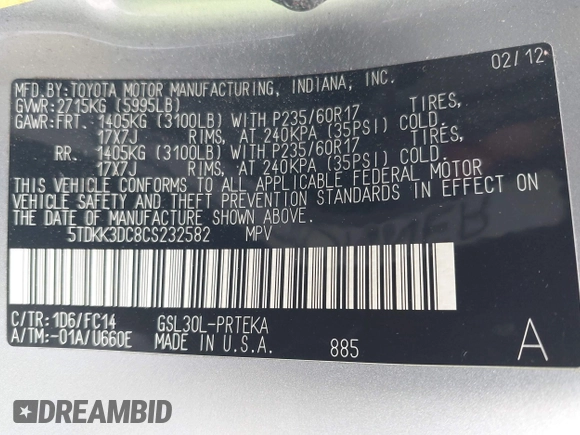 02/12
MFD.BY:TOYOTA MOTOR MANUFACTURING, INDIANA, INC.
GVWR:2715KG (5995LB)
GAWR:FRT. 1405KG (3100LB) WITH P235/60R17 TIRES,
17X7J RIMS, AT 240KPA (35PSI) COLD.
RR. 1405KG (3100LB) WITH P235/60R17 TIRES,
17X7J RIMS, AT 240KPA (35PSI) COLD.
THIS VEHICLE CONFORMS TO ALL APPLICABLE FEDERAL MOTOR
VEHICLE SAFETY AND THEFT PREVENTION STANDARDS IN EFFECT ON
THE DATE OF MANUFACTURE SHOWN ABOVE.
5TDKK3DC8CS232582 MPV
C/TR:1D6/FC14 GSL30L-PRTEKA
A/TM:-01A/U660E MADE IN U.S.A. 885 A
DREAMBID